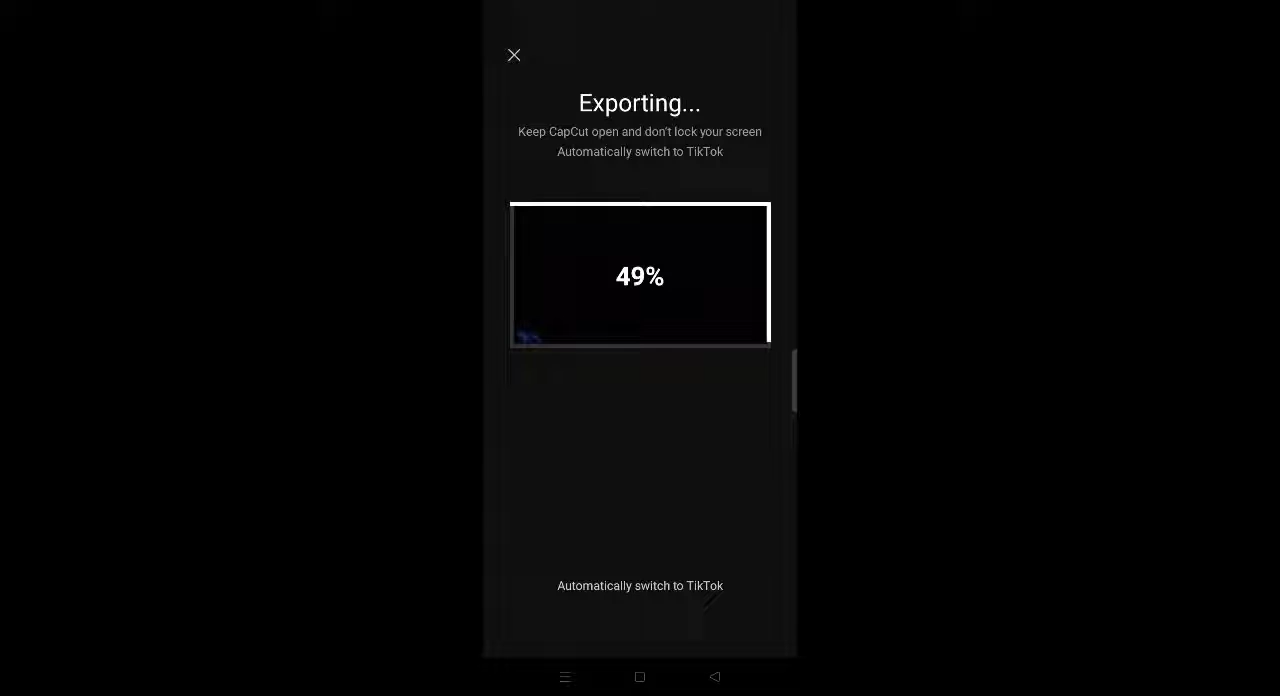 Exporting...
Keep CapCut open and don't lock your screen
Automatically switch to TikTok
49%
Automatically switch to TikTok